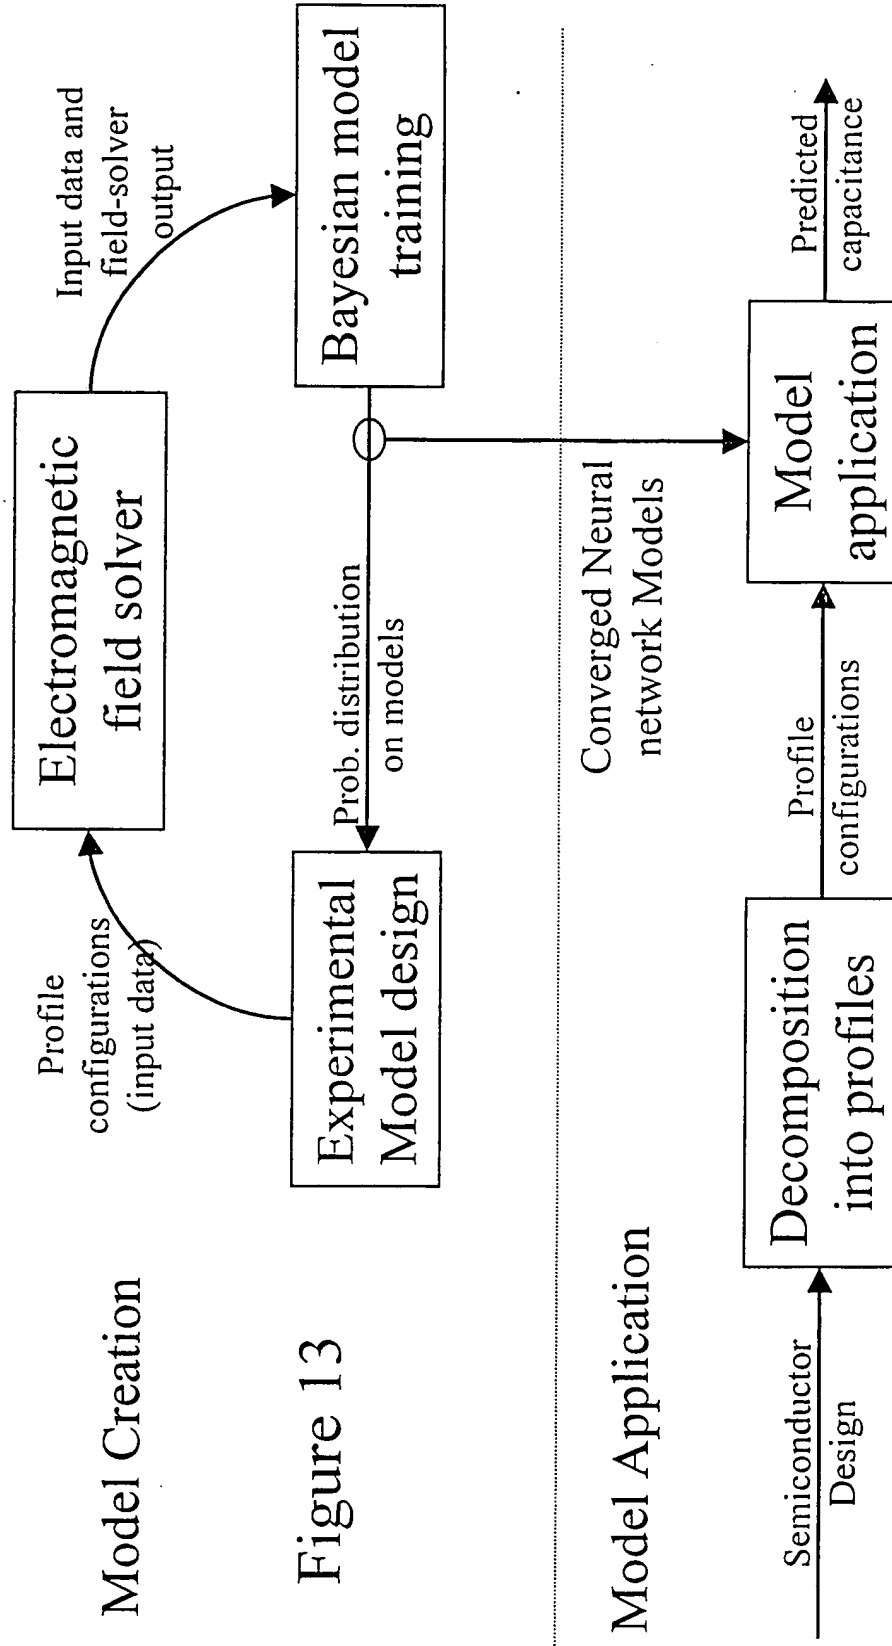 Model Creation
Figure 13
Profile
configurations
(input data)
Electromagnetic
field solver
Input data and
field-solver
output
Experimental
Model design
Prob. distribution
on models
Bayesian model
training
Converged Neural
network Models
Model Application
Semiconductor
Design
Decomposition
into profiles
Profile
configurations
Model
application
Predicted
capacitance